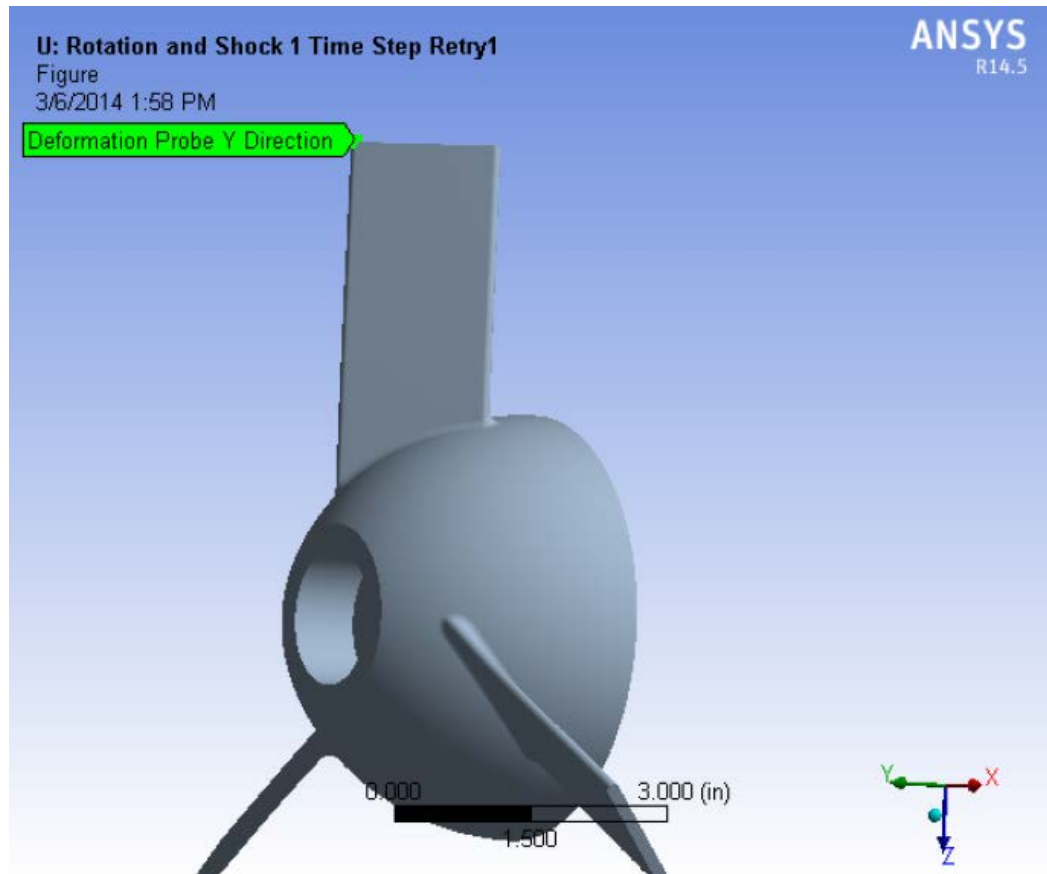 U: Rotation and Shock 1 Time Step Retry1
Figure
3/6/2014 1:58 PM
ANSYS
R14.5
Deformation Probe Y Direction
0.000
3.000 (in)
1.500
Y
X
Z